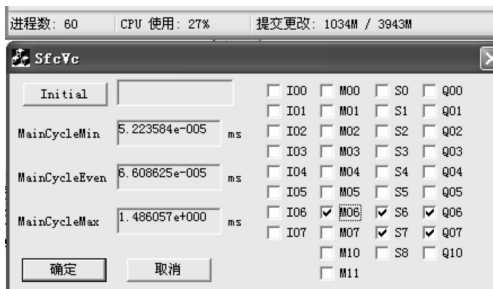 进程数: 60 CPU 使用: 27% 提交更改: 1034M / 3943M
SfcVc
Initial
I00 M00 S0 Q00
I01 M01 S1 Q01
MainCycleMin 5.223584e-005 ms I02 M02 S2 Q02
I03 M03 S3 Q03
MainCycleEven 6.608625e-005 ms I04 M04 S4 Q04
I05 M05 S5 Q05
MainCycleMax 1.486057e+000 ms I06 M06 S6 Q06
I07 M07 S7 Q07
M10 S8 Q10
确定 取消 M11